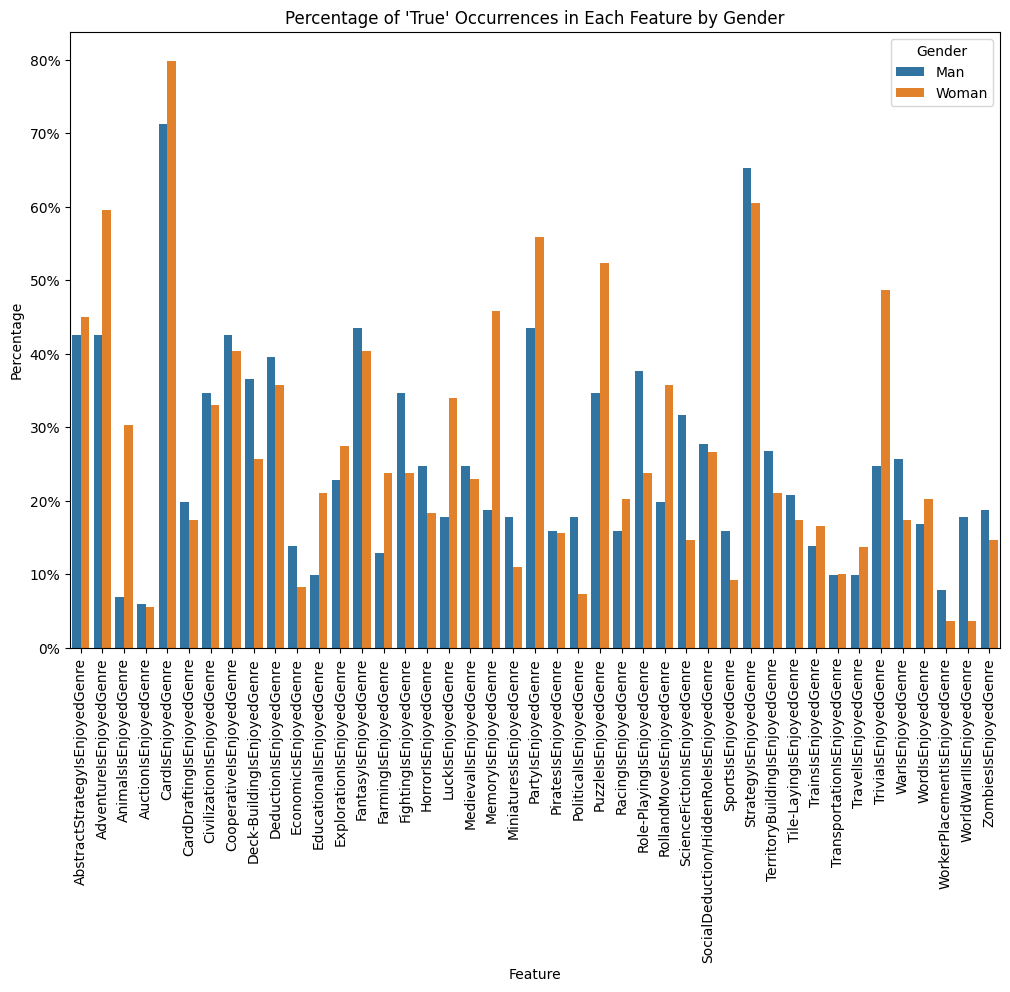 Percentage of 'True' Occurrences in Each Feature by Gender
Gender
Man
Woman
Percentage
80%
70%
60%
50%
40%
30%
20%
10%
0%
AbstractStrategyIsEnjoyedGenre
AdventureIsEnjoyedGenre
AnimalsIsEnjoyedGenre
AuctionIsEnjoyedGenre
CardIsEnjoyedGenre
CardDraftingIsEnjoyedGenre
CivilizationIsEnjoyedGenre
CooperativeIsEnjoyedGenre
Deck-BuildingIsEnjoyedGenre
DeductionIsEnjoyedGenre
EconomicIsEnjoyedGenre
EducationalIsEnjoyedGenre
ExplorationIsEnjoyedGenre
FantasyIsEnjoyedGenre
FarmingIsEnjoyedGenre
FightingIsEnjoyedGenre
HorrorIsEnjoyedGenre
LuckIsEnjoyedGenre
MedievalIsEnjoyedGenre
MemoryIsEnjoyedGenre
MiniaturesIsEnjoyedGenre
PartyIsEnjoyedGenre
PiratesIsEnjoyedGenre
PoliticalIsEnjoyedGenre
PuzzleIsEnjoyedGenre
RacingIsEnjoyedGenre
Role-PlayingIsEnjoyedGenre
RollandMoveIsEnjoyedGenre
ScienceFictionIsEnjoyedGenre
SocialDeduction/HiddenRoleIsEnjoyedGenre
SportsIsEnjoyedGenre
StrategyIsEnjoyedGenre
TerritoryBuildingIsEnjoyedGenre
Tile-LayingIsEnjoyedGenre
TrainsIsEnjoyedGenre
TransportationIsEnjoyedGenre
TravelIsEnjoyedGenre
TriviaIsEnjoyedGenre
WarIsEnjoyedGenre
WordIsEnjoyedGenre
WorkerPlacementIsEnjoyedGenre
WorldWarIIIsEnjoyedGenre
ZombiesIsEnjoyedGenre
Feature